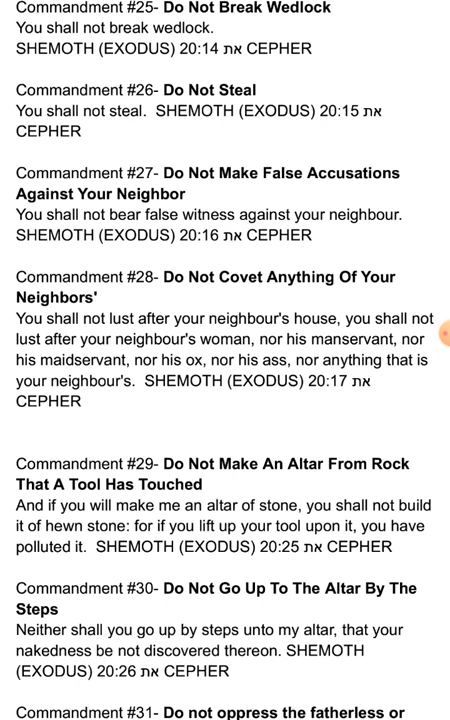 Commandment #25- Do Not Break Wedlock
You shall not break wedlock.
SHEMOTH (EXODUS) 20:14 את CEPHER
Commandment #26- Do Not Steal
You shall not steal.  SHEMOTH (EXODUS) 20:15 את
CEPHER
Commandment #27- Do Not Make False Accusations
Against Your Neighbor
You shall not bear false witness against your neighbour.
SHEMOTH (EXODUS) 20:16 את CEPHER
Commandment #28- Do Not Covet Anything Of Your
Neighbors'
You shall not lust after your neighbour's house, you shall not
lust after your neighbour's woman, nor his manservant, nor
his maidservant, nor his ox, nor his ass, nor anything that is
your neighbour's.  SHEMOTH (EXODUS) 20:17 את
CEPHER
Commandment #29- Do Not Make An Altar From Rock
That A Tool Has Touched
And if you will make me an altar of stone, you shall not build
it of hewn stone: for if you lift up your tool upon it, you have
polluted it.  SHEMOTH (EXODUS) 20:25 את CEPHER
Commandment #30- Do Not Go Up To The Altar By The
Steps
Neither shall you go up by steps unto my altar, that your
nakedness be not discovered thereon. SHEMOTH
(EXODUS) 20:26 את CEPHER
Commandment #31- Do not oppress the fatherless or